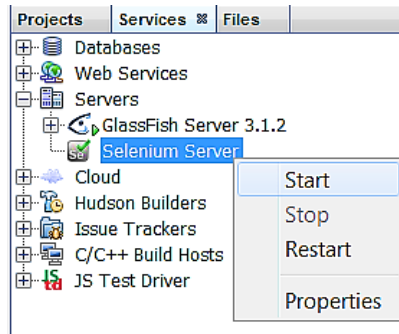 Projects Services Files
Databases
Web Services
Servers
GlassFish Server 3.1.2
Selenium Server
Cloud
Hudson Builders
Issue Trackers
C/C++ Build Hosts
JS Test Driver
Start
Stop
Restart
Properties